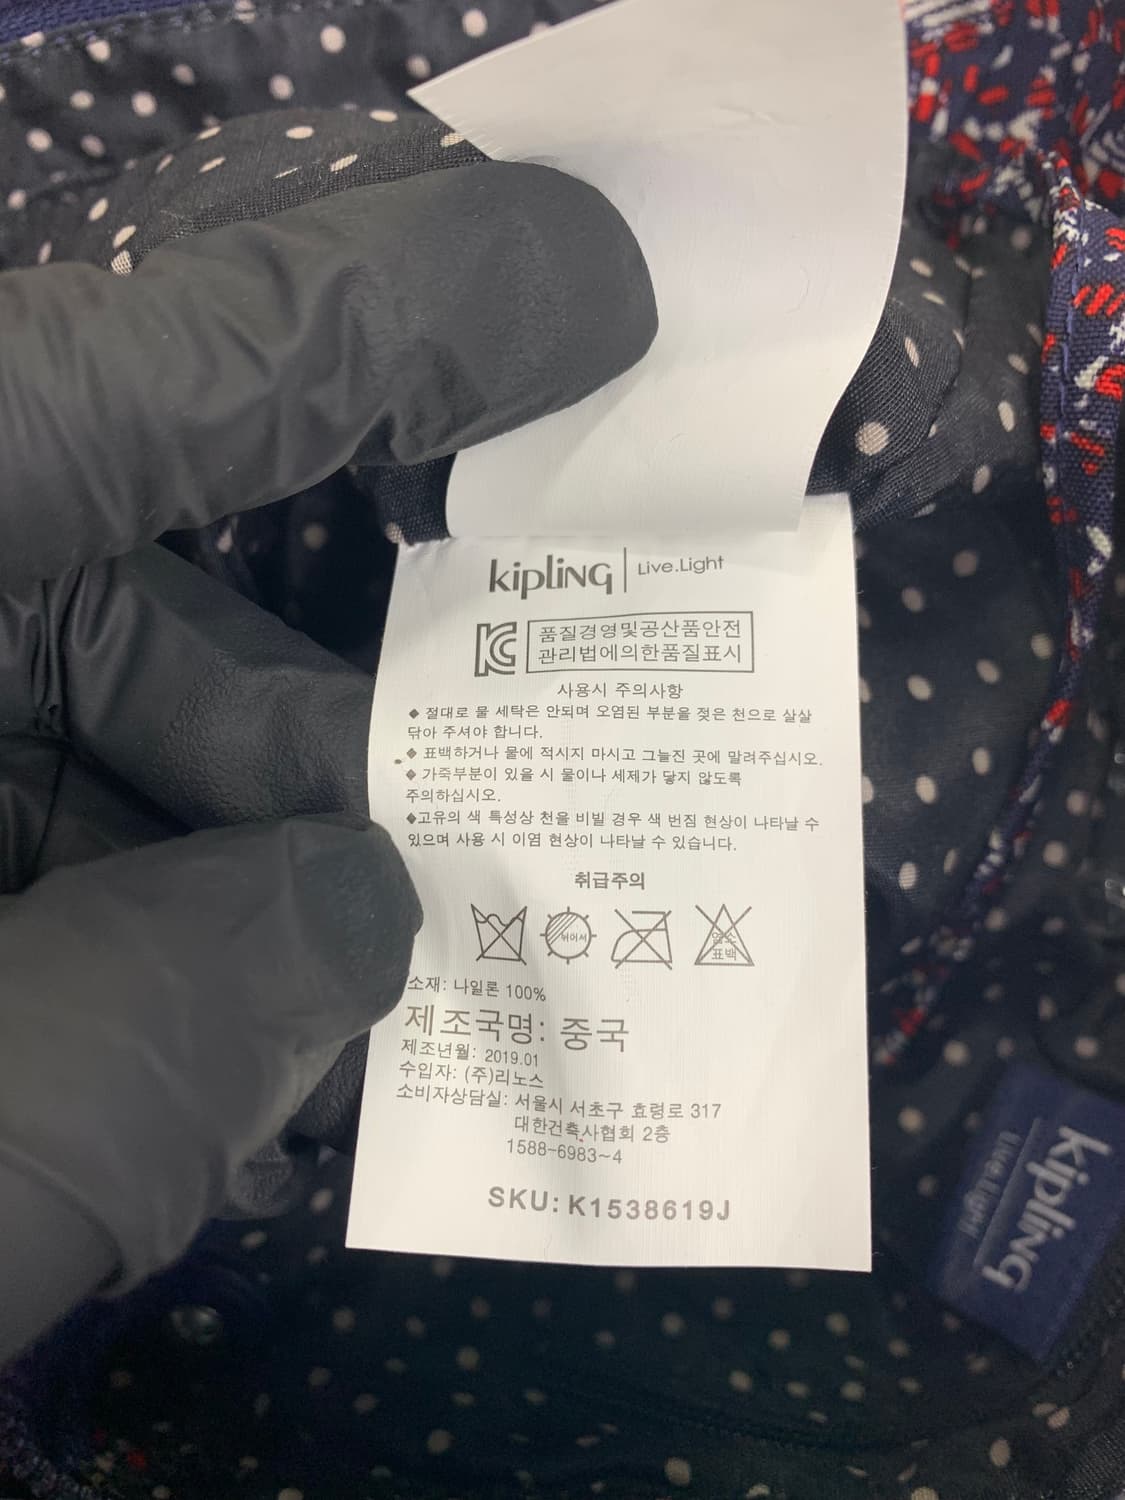 kipling | Live.Light
KC
품질경영및공산품안전
관리법에의한품질표시
사용시 주의사항
◆ 절대로 물 세탁은 안되며 오염된 부분을 젖은 천으로 살살
닦아 주셔야 합니다.
◆ 표백하거나 물에 적시지 마시고 그늘진 곳에 말려주십시오.
◆ 가죽부분이 있을 시 물이나 세제가 닿지 않도록
주의하십시오.
◆고유의 색 특성상 천을 비빌 경우 색 번짐 현상이 나타날 수
있으며 사용 시 이염 현상이 나타날 수 있습니다.
취급주의
뉘어서
염소
표백
소재: 나일론 100%
제조국명: 중국
제조년월: 2019.01
수입자: (주)리노스
소비자상담실: 서울시 서초구 효령로 317
대한건축사협회 2층
1588-6983~4
SKU: K1538619J
kipling
Live.Light